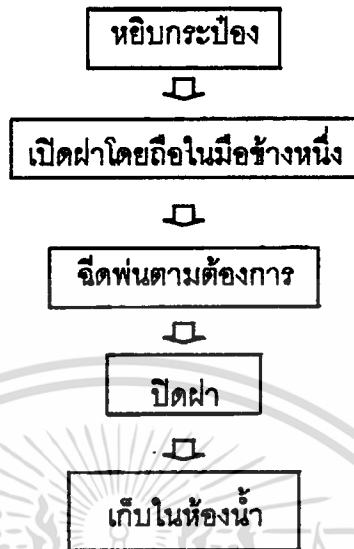 หยิบกระป๋อง
เปิดฝาโดยถือในมือข้างหนึ่ง
ฉีดพ่นตามต้องการ
ปิดฝา
เก็บในห้องน้ำ